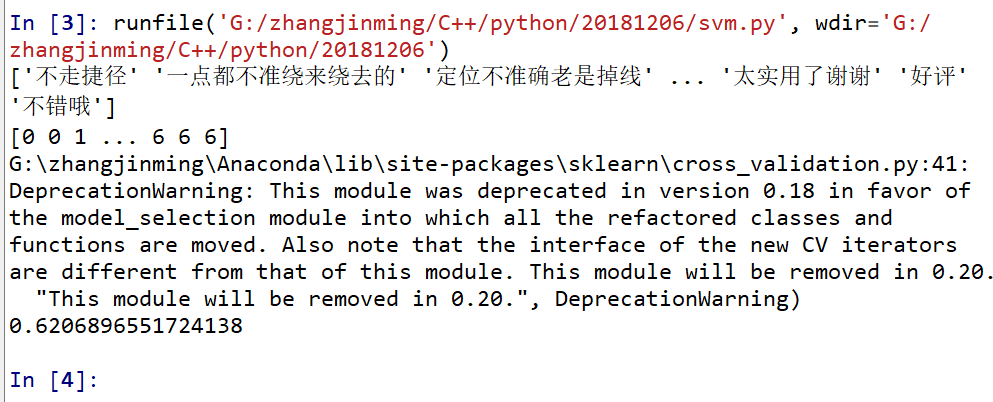 In [3]: runfile('G:/zhangjinming/C++/python/20181206/svm.py', wdir='G:/
zhangjinming/C++/python/20181206')
['不走捷径' '一点都不准绕来绕去的' '定位不准确老是掉线' ... '太实用了谢谢' '好评'
'不错哦']
[0 0 1 ... 6 6 6]
G:\zhangjinming\Anaconda\lib\site-packages\sklearn\cross_validation.py:41:
DeprecationWarning: This module was deprecated in version 0.18 in favor of
the model_selection module into which all the refactored classes and
functions are moved. Also note that the interface of the new CV iterators
are different from that of this module. This module will be removed in 0.20.
  "This module will be removed in 0.20.", DeprecationWarning)
0.6206896551724138
In [4]: